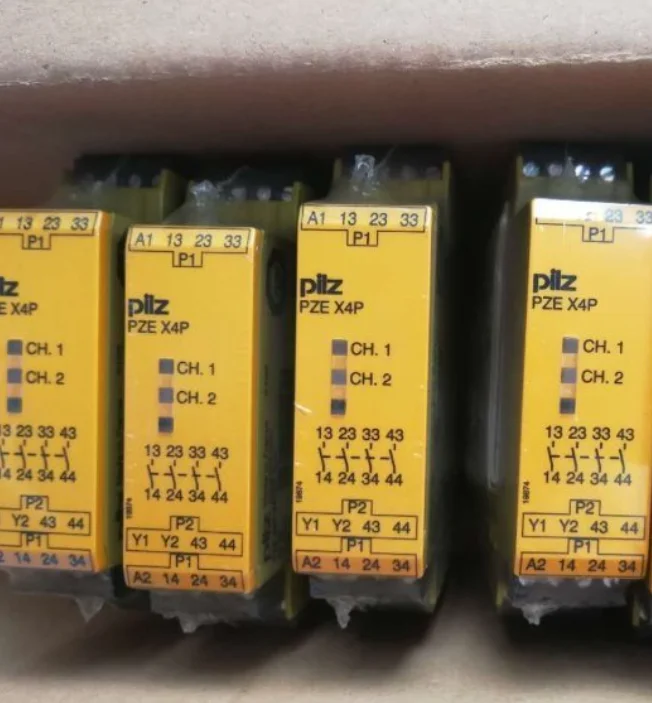 13 23 33
P1
lz
E X4P
CH. 1
CH. 2
13 23 33 43
14 24 34 44
P2
Y2 43 44
P1
2 14 24 34
A1 13 23 33
P1
pilz
PZE X4P
CH. 1
CH. 2
13 23 33 43
14 24 34 44
P2
Y1 Y2 43 44
P1
A2 14 24 34
A1 13 23 33
P1
pilz
PZE X4P
CH. 1
CH. 2
13 23 33 43
14 24 34 44
19574
P2
Y1 Y2 43 44
P1
A2 14 24 34
23 33
P1
pilz
PZE X4P
CH. 1
CH. 2
13 23 33 43
14 24 34 44
19574
P2
Y1 Y2 43 44
P1
A2 14 24 34